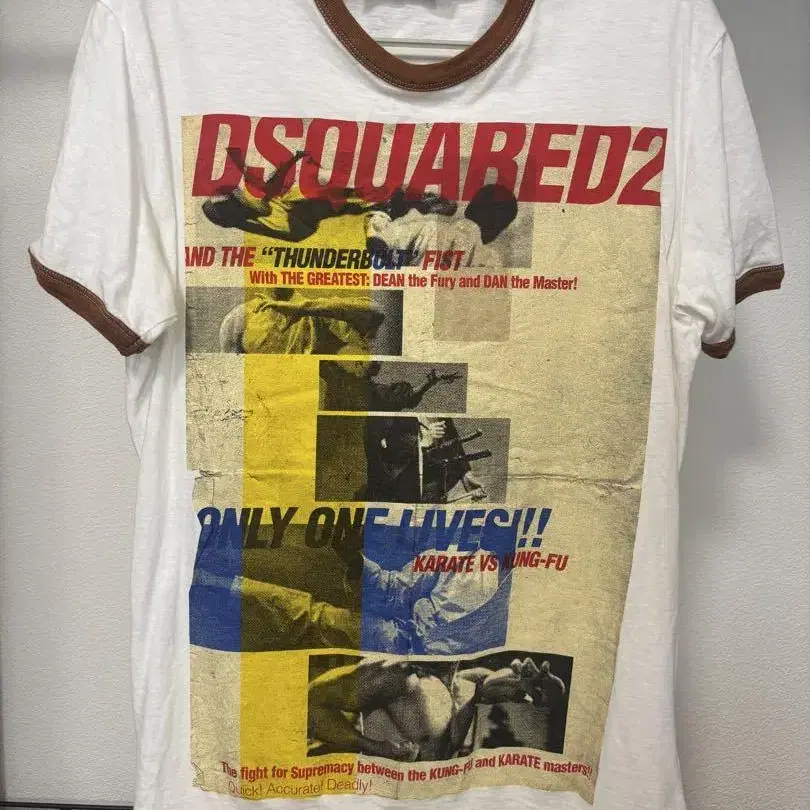 DSQUARED2
AND THE "THUNDERBOLT" FIST
With THE GREATEST: DEAN the Fury and DAN the Master!
ONLY ONE LIVES!!!
KARATE VS KUNG-FU
The fight for Supremacy between the KUNG-FU and KARATE masters!!
Quick! Accurate! Deadly!